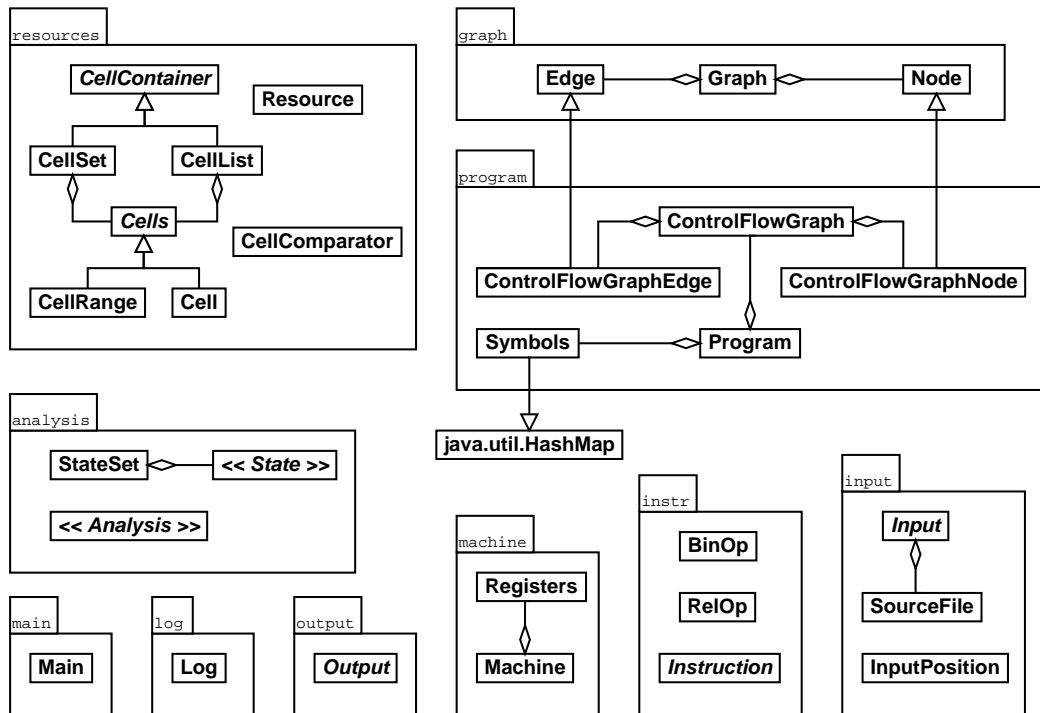 resources
CellContainer
Resource
CellSet
CellList
Cells
CellComparator
CellRange
Cell
graph
Edge
Graph
Node
program
ControlFlowGraph
ControlFlowGraphEdge
ControlFlowGraphNode
Symbols
Program
java.util.HashMap
analysis
StateSet
<< State >>
<< Analysis >>
main
Main
log
Log
output
Output
machine
Registers
Machine
instr
BinOp
RelOp
Instruction
input
Input
SourceFile
InputPosition